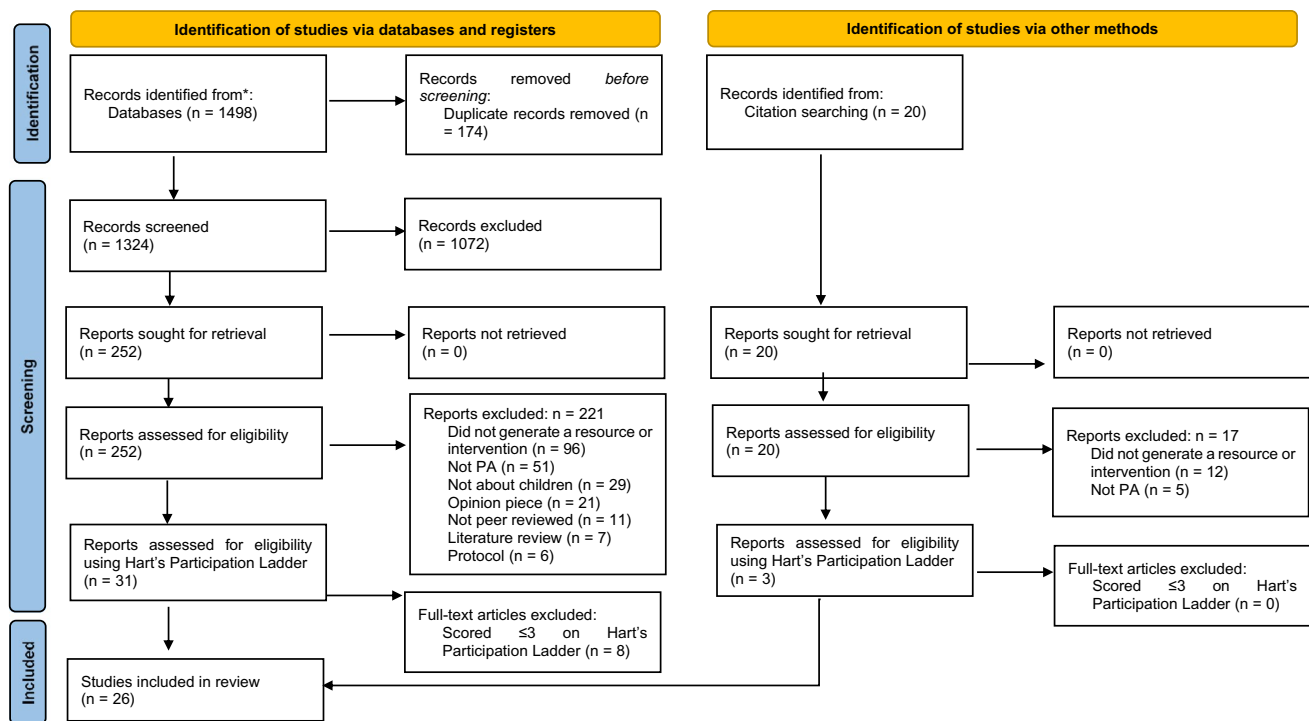 Identification of studies via databases and registers
Identification of studies via other methods
Identification
Records identified from*:
Databases (n = 1498)
Records removed before
screening:
Duplicate records removed (n
= 174)
Records identified from:
Citation searching (n = 20)
Screening
Records screened
(n = 1324)
Records excluded
(n = 1072)
Reports sought for retrieval
(n = 252)
Reports not retrieved
(n = 0)
Reports sought for retrieval
(n = 20)
Reports not retrieved
(n = 0)
Reports assessed for eligibility
(n = 252)
Reports excluded: n = 221
Did not generate a resource or
intervention (n = 96)
Not PA (n = 51)
Not about children (n = 29)
Opinion piece (n = 21)
Not peer reviewed (n = 11)
Literature review (n = 7)
Protocol (n = 6)
Reports assessed for eligibility
(n = 20)
Reports excluded: n = 17
Did not generate a resource or
intervention (n = 12)
Not PA (n = 5)
Reports assessed for eligibility
using Hart's Participation Ladder
(n = 31)
Full-text articles excluded:
Scored ≤3 on Hart's
Participation Ladder (n = 8)
Reports assessed for eligibility
using Hart's Participation Ladder
(n = 3)
Full-text articles excluded:
Scored ≤3 on Hart's
Participation Ladder (n = 0)
Included
Studies included in review
(n = 26)